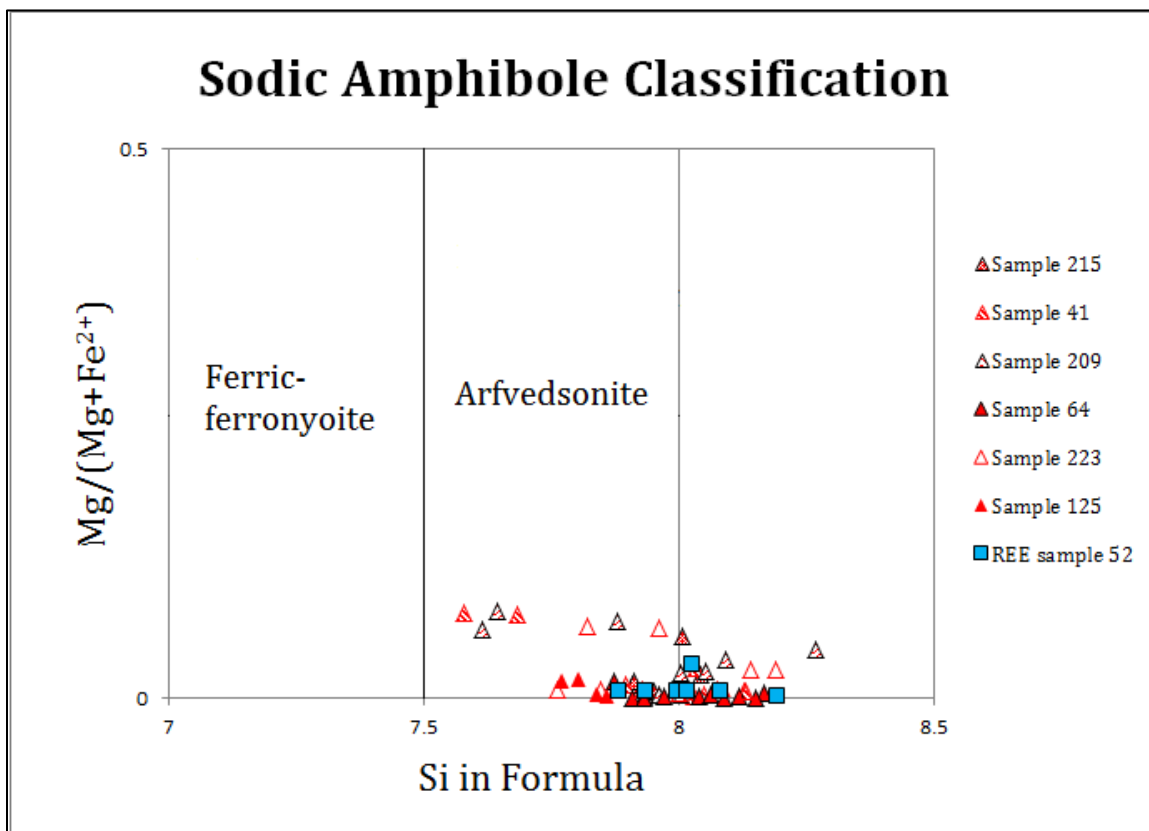 Sodic Amphibole Classification
0.5
Mg/(Mg+Fe²⁺)
Ferric-
ferronyoite
Arfvedsonite
0
7
7.5
8
8.5
Si in Formula
Sample 215
Sample 41
Sample 209
Sample 64
Sample 223
Sample 125
REE sample 52